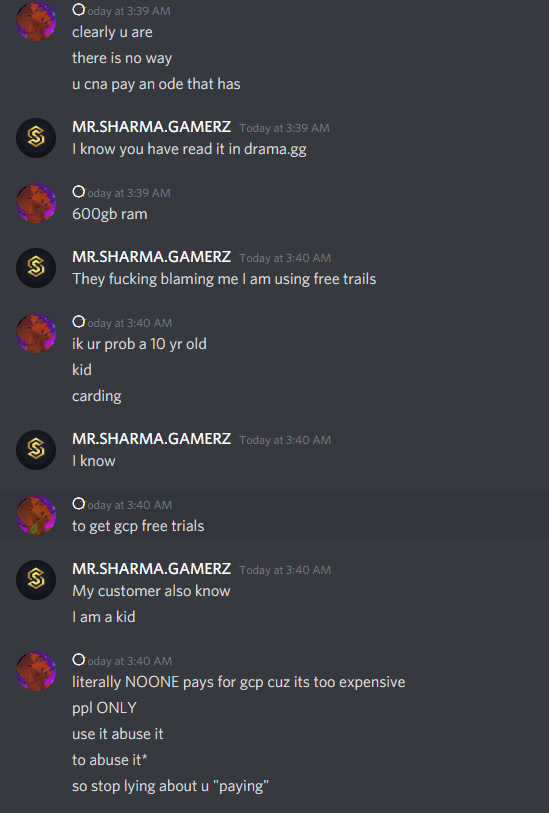 Today at 3:39 AM
clearly u are
there is no way
u cna pay an ode that has
MR.SHARMA.GAMERZ Today at 3:39 AM
I know you have read it in drama.gg
Today at 3:39 AM
600gb ram
MR.SHARMA.GAMERZ Today at 3:40 AM
They fucking blaming me I am using free trails
Today at 3:40 AM
ik ur prob a 10 yr old
kid
carding
MR.SHARMA.GAMERZ Today at 3:40 AM
I know
Today at 3:40 AM
to get gcp free trials
MR.SHARMA.GAMERZ Today at 3:40 AM
My customer also know
I am a kid
Today at 3:40 AM
literally NOONE pays for gcp cuz its too expensive
ppl ONLY
use it abuse it
to abuse it*
so stop lying about u "paying"